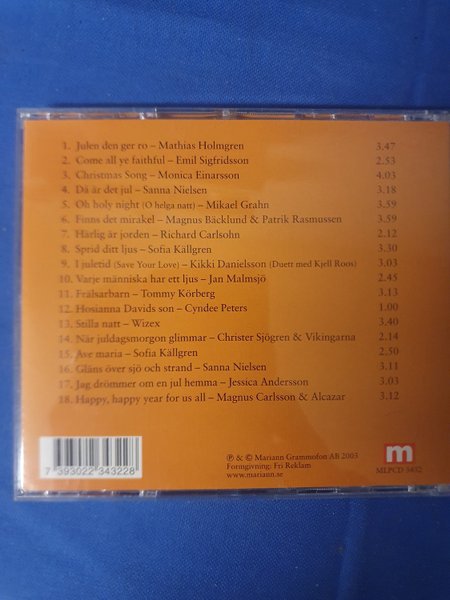 1. Julen den ger ro – Mathias Holmgren 3.47
2. Come all ye faithful – Emil Sigfridsson 2.53
3. Christmas Song – Monica Einarsson 4.03
4. Då är det jul – Sanna Nielsen 3.18
5. Oh holy night (O helga natt) – Mikael Grahn 3.59
6. Finns det mirakel – Magnus Bäcklund & Patrik Rasmussen 3.59
7. Härlig är jorden – Richard Carlsohn 2.12
8. Sprid ditt ljus – Sofia Källgren 3.30
9. I juletid (Save Your Love) – Kikki Danielsson (Duett med Kjell Roos) 3.03
10. Varje människa har ett ljus – Jan Malmsjö 2.45
11. Frälsarbarn – Tommy Körberg 3.13
12. Hosianna Davids son – Cyndee Peters 1.00
13. Stilla natt – Wizex 3.40
14. När juldagsmorgon glimmar – Christer Sjögren & Vikingarna 2.14
15. Ave maria – Sofia Källgren 2.50
16. Gläns över sjö och strand – Sanna Nielsen 3.11
17. Jag drömmer om en jul hemma – Jessica Andersson 3.03
18. Happy, happy year for us all – Magnus Carlsson & Alcazar 3.12
7 393022 343228
℗ & © Mariann Grammofon AB 2003
Formgivning: Fri Reklam
www.mariann.se
m
MLPCD 3432